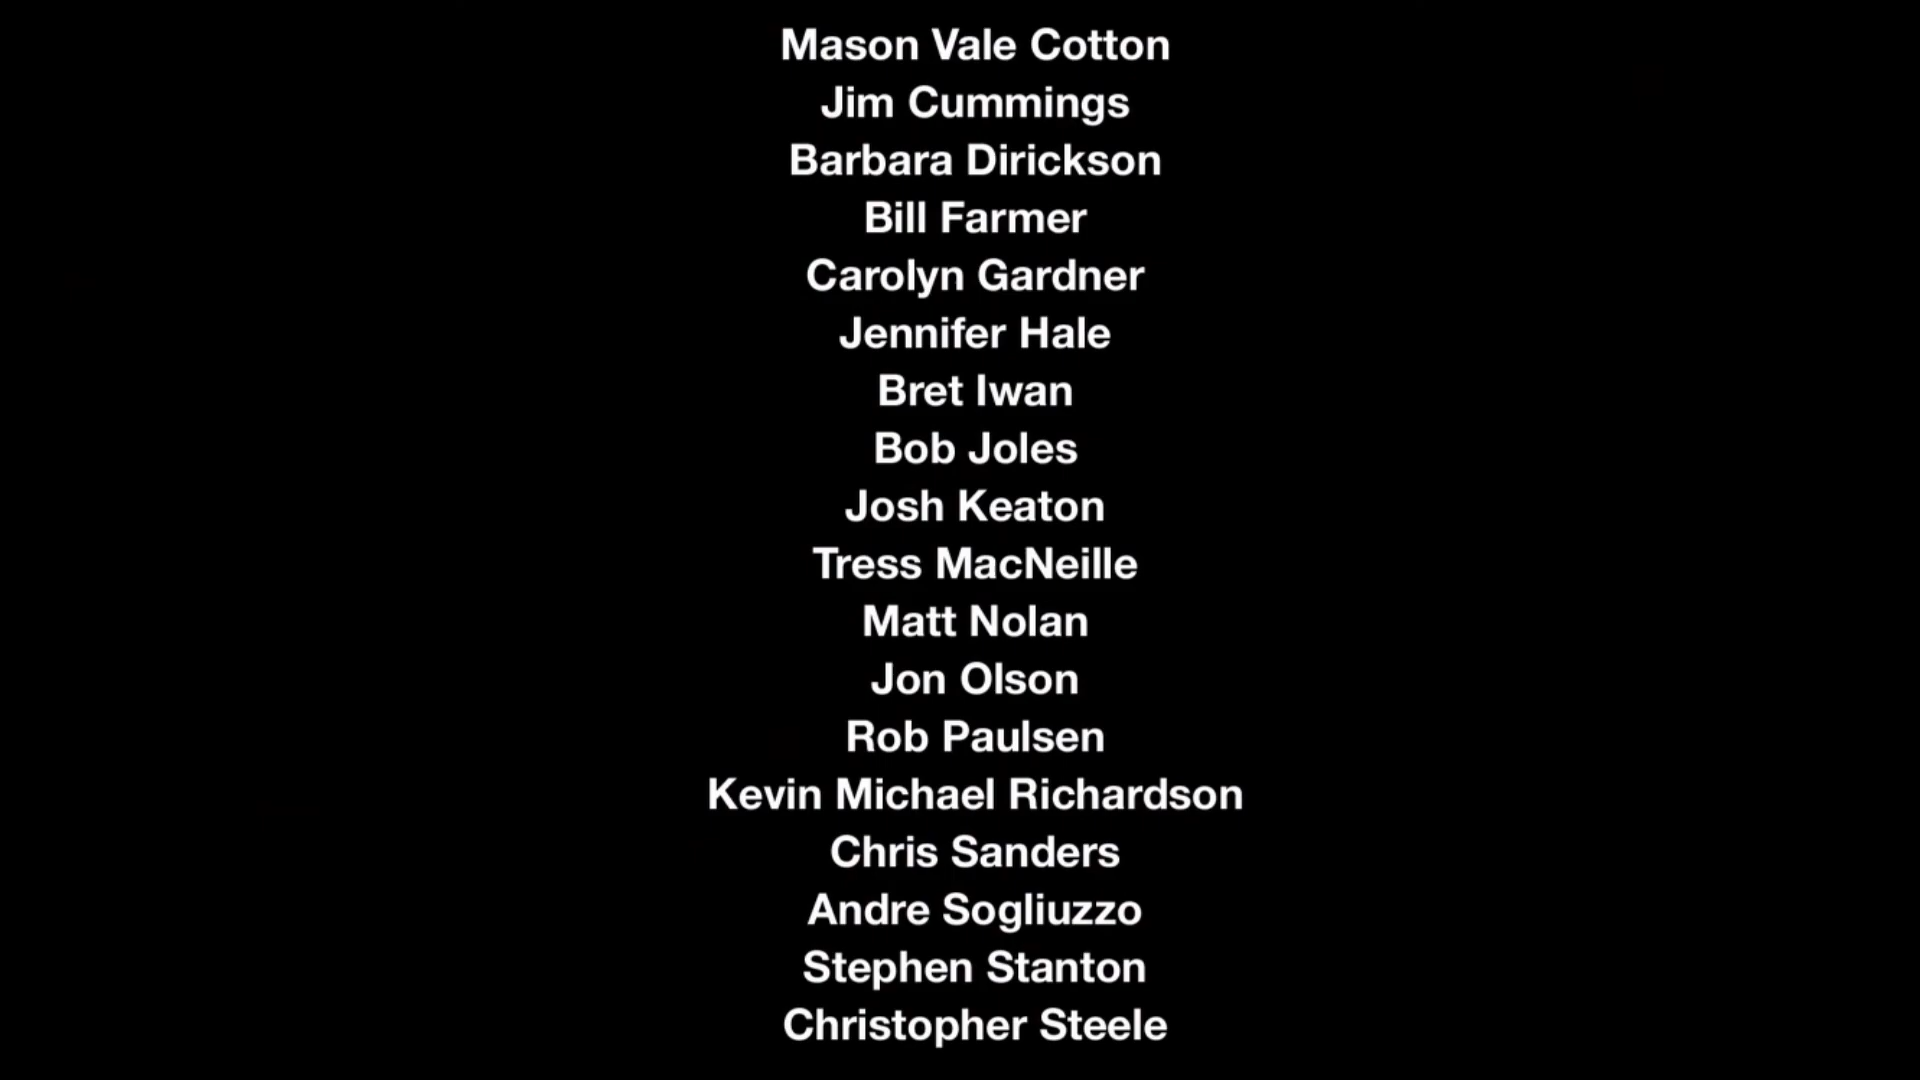 Mason Vale Cotton
Jim Cummings
Barbara Dirickson
Bill Farmer
Carolyn Gardner
Jennifer Hale
Bret Iwan
Bob Joles
Josh Keaton
Tress MacNeille
Matt Nolan
Jon Olson
Rob Paulsen
Kevin Michael Richardson
Chris Sanders
Andre Sogliuzzo
Stephen Stanton
Christopher Steele